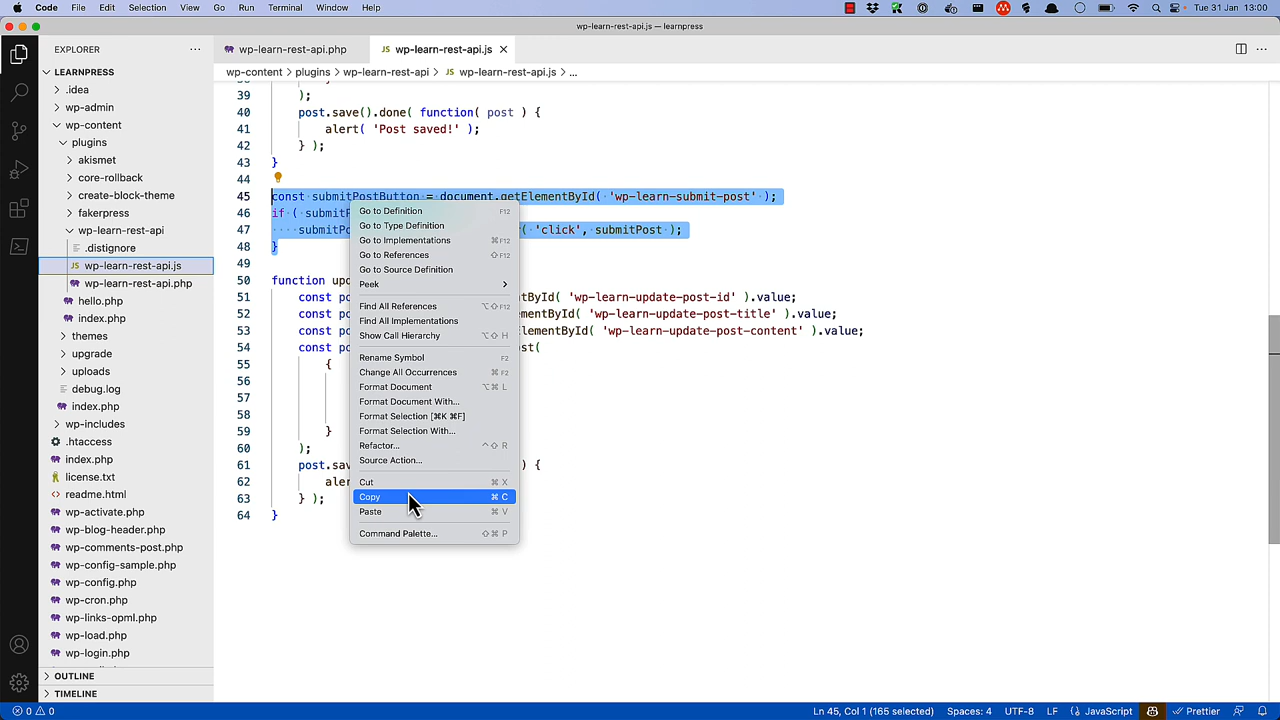 Code File Edit Selection View Go Run Terminal Window Help
Tue 31 Jan 13:00
wp-learn-rest-api.js — learnpress
EXPLORER
LEARNPRESS
.idea
wp-admin
wp-content
plugins
akismet
core-rollback
create-block-theme
fakerpress
wp-learn-rest-api
.distignore
JS wp-learn-rest-api.js
wp-learn-rest-api.php
hello.php
index.php
themes
upgrade
uploads
debug.log
index.php
wp-includes
.htaccess
index.php
license.txt
readme.html
wp-activate.php
wp-blog-header.php
wp-comments-post.php
wp-config-sample.php
wp-config.php
wp-cron.php
wp-links-opml.php
wp-load.php
wp-login.php
OUTLINE
TIMELINE
wp-learn-rest-api.php
JS wp-learn-rest-api.js
wp-content > plugins > wp-learn-rest-api > JS wp-learn-rest-api.js > ...
39 );
40 post.save().done( function( post ) {
41 alert( 'Post saved!' );
42 } );
43 }
44
45 const submitPostButton = document.getElementById( 'wp-learn-submit-post' );
46 if ( submitP
47 submitPos ( 'click', submitPost );
48 }
49
50 function upd
51 const po tById( 'wp-learn-update-post-id' ).value;
52 const po ementById( 'wp-learn-update-post-title' ).value;
53 const po ElementById( 'wp-learn-update-post-content' ).value;
54 const po st(
55 {
56
57
58
59 }
60 );
61 post.sav ) {
62 aler
63 } );
64 }
Go to Definition F12
Go to Type Definition
Go to Implementations ⌘F12
Go to References ⇧F12
Go to Source Definition
Peek >
Find All References ⌥⇧F12
Find All Implementations
Show Call Hierarchy ⌥⇧ H
Rename Symbol F2
Change All Occurrences ⌘ F2
Format Document ⌥⌘ L
Format Document With...
Format Selection [⌘K ⌘F]
Format Selection With...
Refactor... ^⇧ R
Source Action...
Cut ⌘ X
Copy ⌘ C
Paste ⌘ V
Command Palette... ⇧⌘ P
0 0
Ln 45, Col 1 (165 selected) Spaces: 4 UTF-8 LF {} JavaScript Prettier